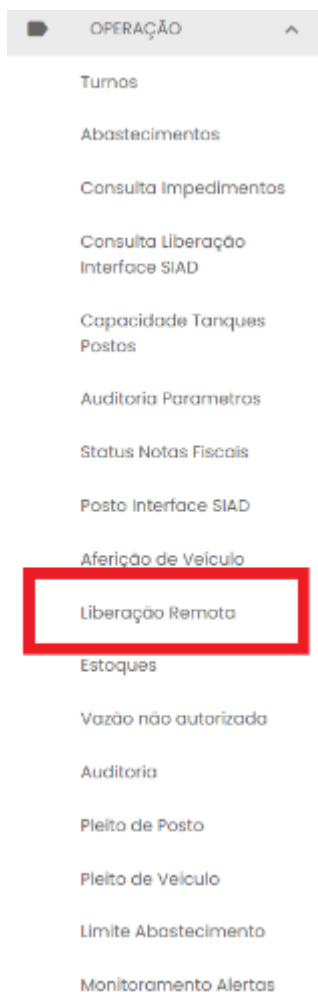 OPERAÇÃO
Turnos
Abastecimentos
Consulta Impedimentos
Consulta Liberação
Interface SIAD
Capacidade Tanques
Postos
Auditoria Parametros
Status Notas Fiscais
Posto Interface SIAD
Aferição de Veículo
Liberação Remota
Estoques
Vazão não autorizada
Auditoria
Pleito de Posto
Pleito de Veiculo
Limite Abastecimento
Monitoramento Alertas